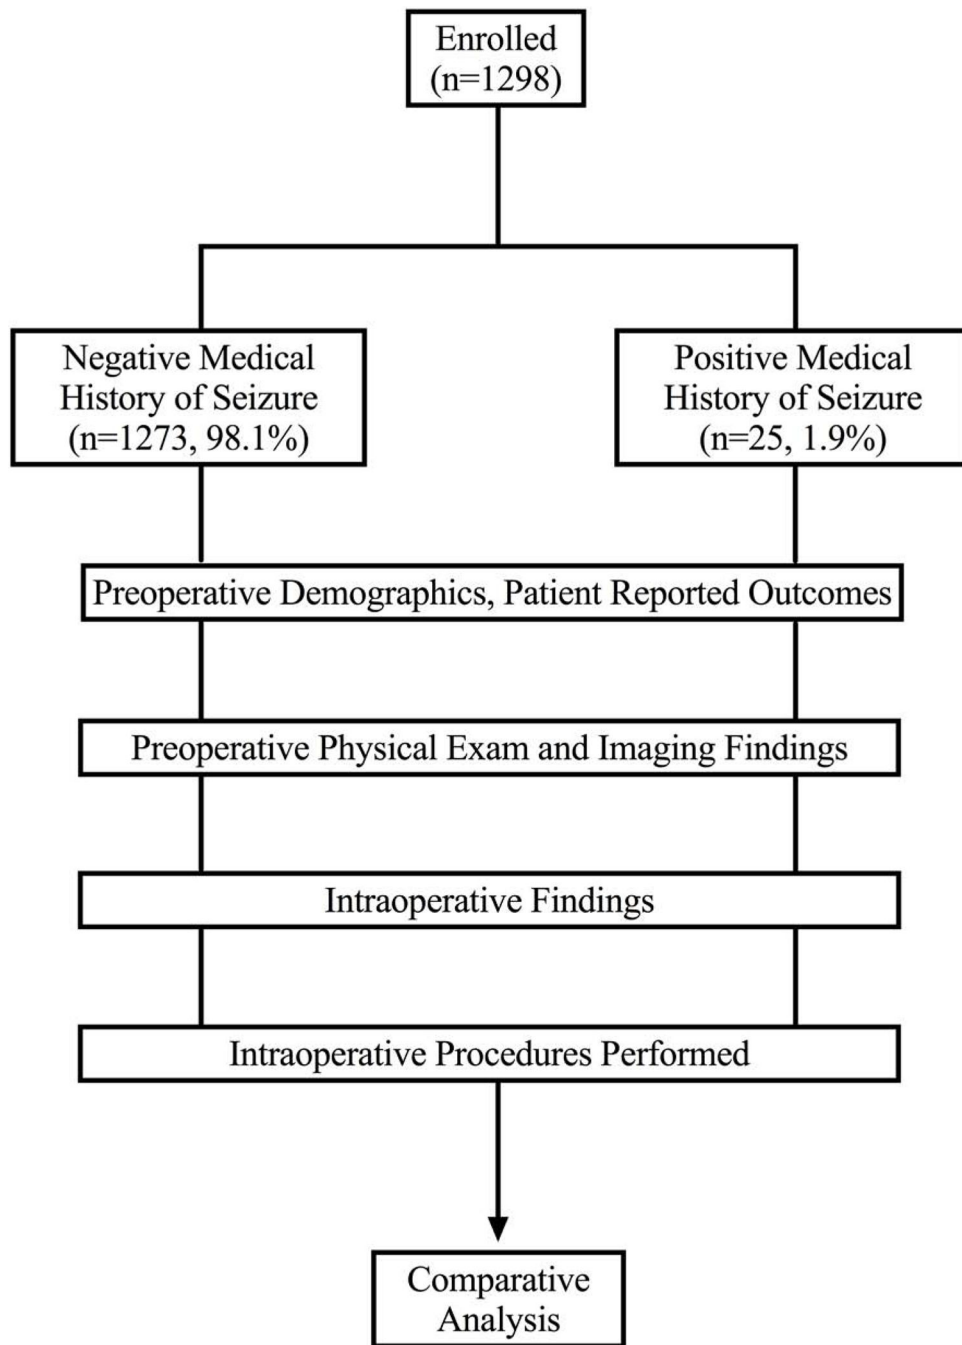 Enrolled
(n=1298)
Negative Medical
History of Seizure
(n=1273, 98.1%)
Positive Medical
History of Seizure
(n=25, 1.9%)
Preoperative Demographics, Patient Reported Outcomes
Preoperative Physical Exam and Imaging Findings
Intraoperative Findings
Intraoperative Procedures Performed
Comparative
Analysis